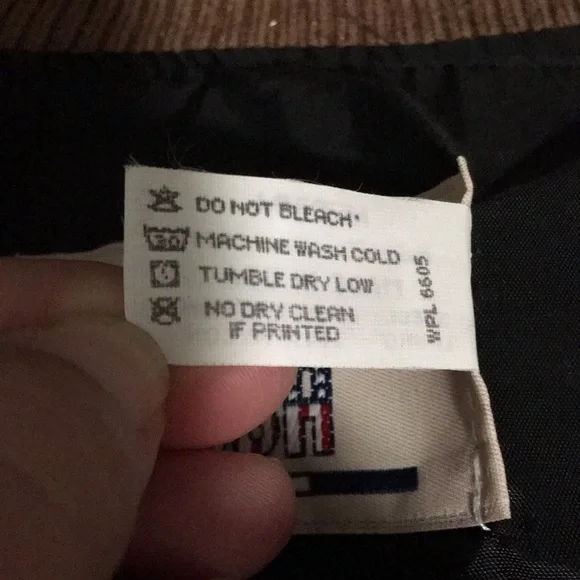 DO NOT BLEACH·
30
MACHINE WASH COLD
TUMBLE DRY LOW
NO DRY CLEAN
IF PRINTED
WPL 6605